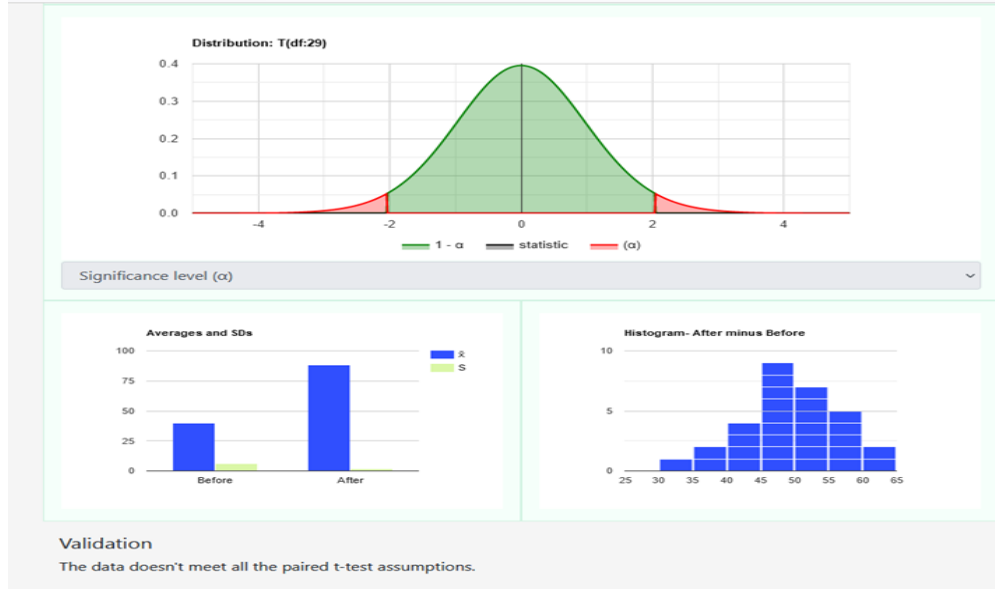 Distribution: T(df:29)
0.4
0.3
0.2
0.1
0.0
-4 -2 0 2 4
1 - α statistic (α)
Significance level (α)
Averages and SDs
100
75
50
25
0
Before After
x̄
S
Histogram- After minus Before
10
5
0
25 30 35 40 45 50 55 60 65
Validation
The data doesn't meet all the paired t-test assumptions.